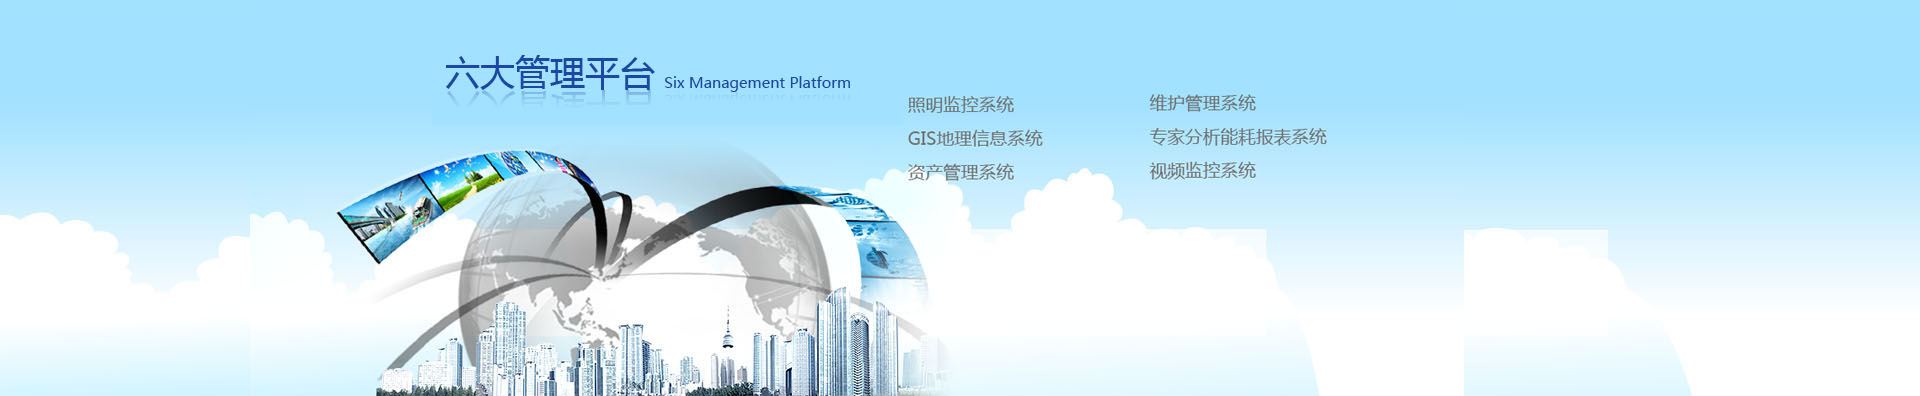 六大管理平台 Six Management Platform
照明监控系统
GIS地理信息系统
资产管理系统
维护管理系统
专家分析能耗报表系统
视频监控系统